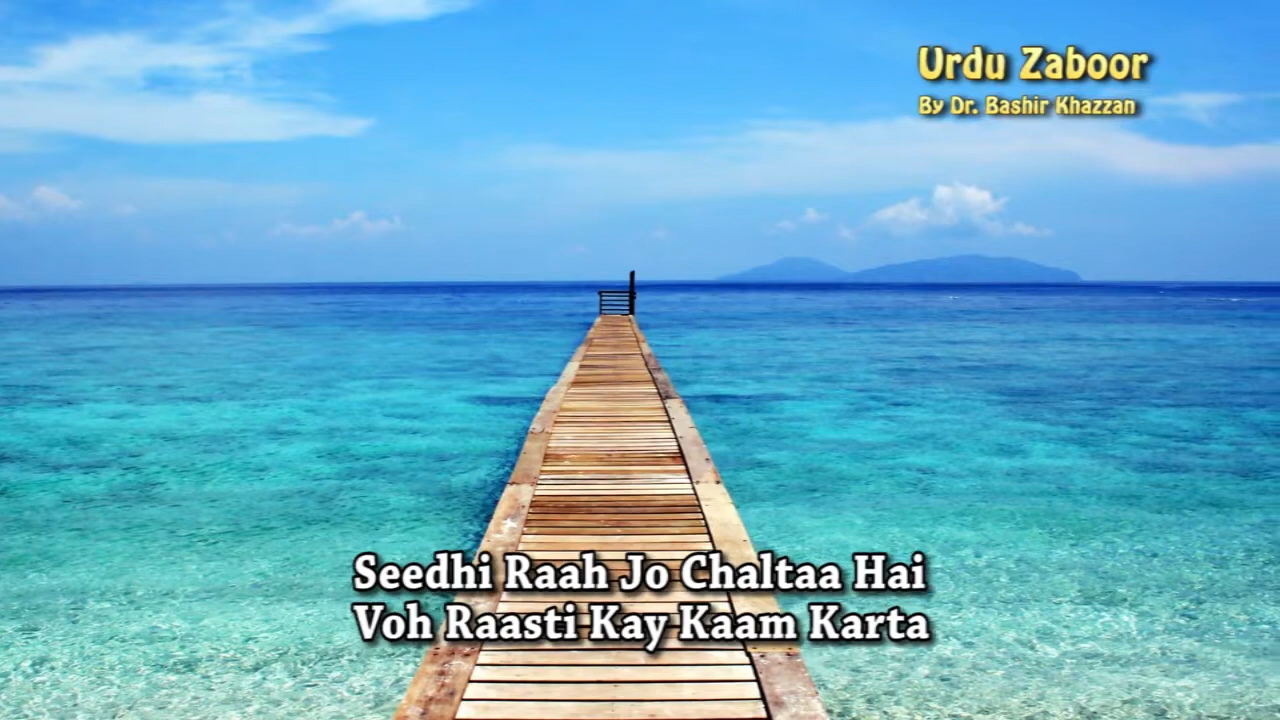 Urdu Zaboor
By Dr. Bashir Khazzan
Seedhi Raah Jo Chaltaa Hai
Voh Raasti Kay Kaam Karta